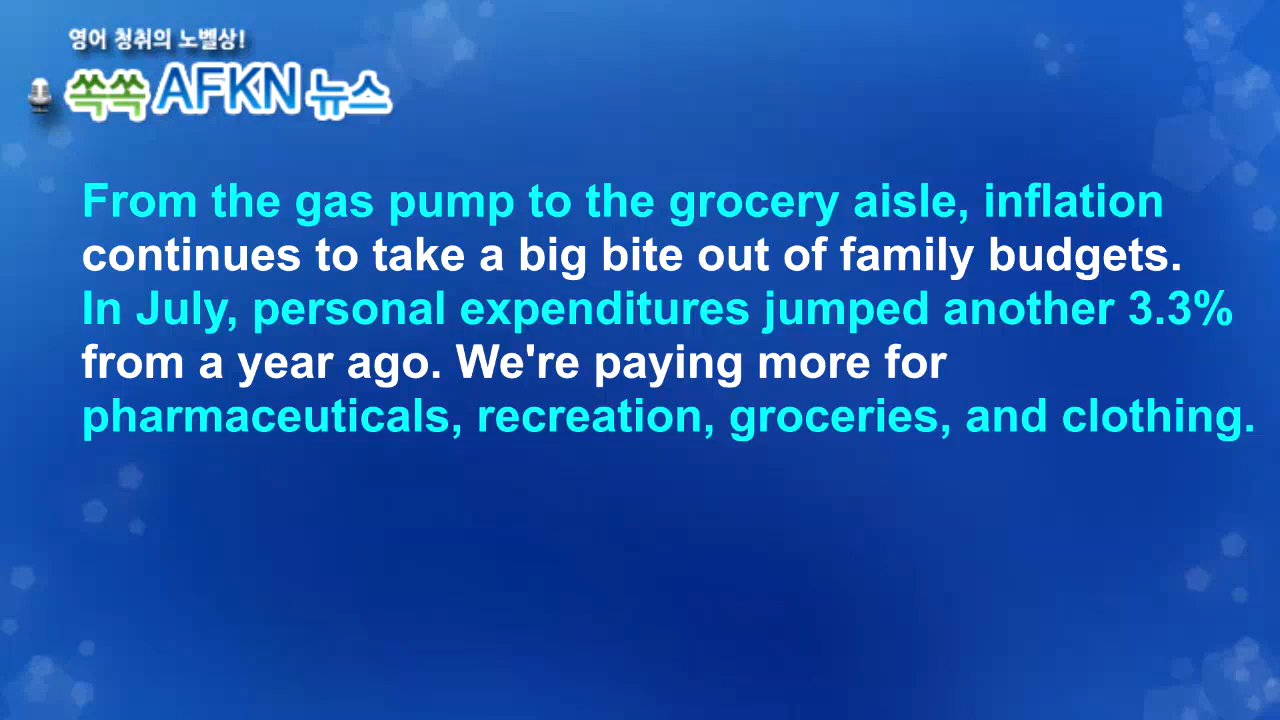 영어 청취의 노벨상!
쏙쏙 AFKN 뉴스
From the gas pump to the grocery aisle, inflation
continues to take a big bite out of family budgets.
In July, personal expenditures jumped another 3.3%
from a year ago. We're paying more for
pharmaceuticals, recreation, groceries, and clothing.